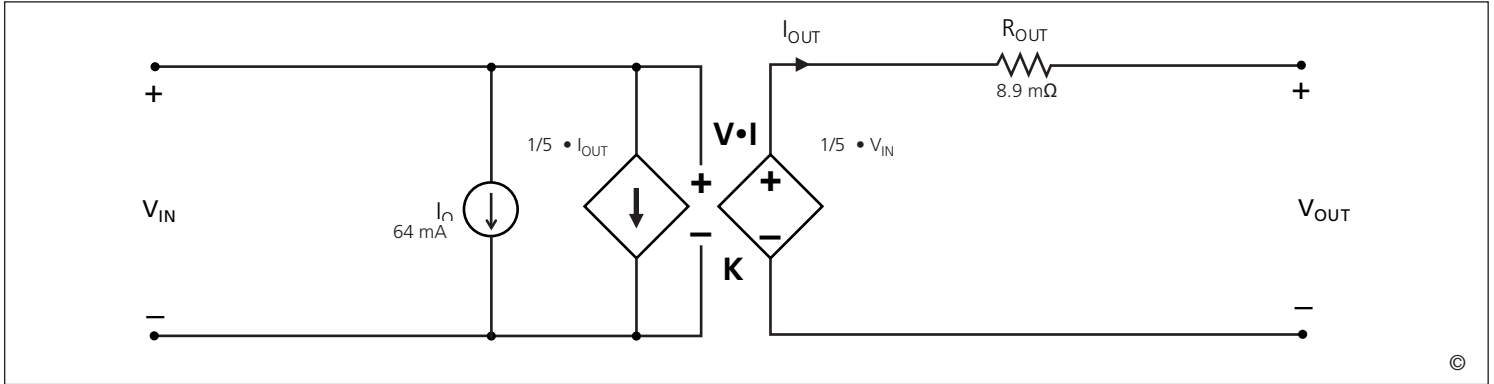 I_OUT
R_OUT
8.9 mΩ
+
+
1/5 • I_OUT
V•I
1/5 • V_IN
+
+
V_IN
I_Q
64 mA
V_OUT
–
–
K
–
–
©